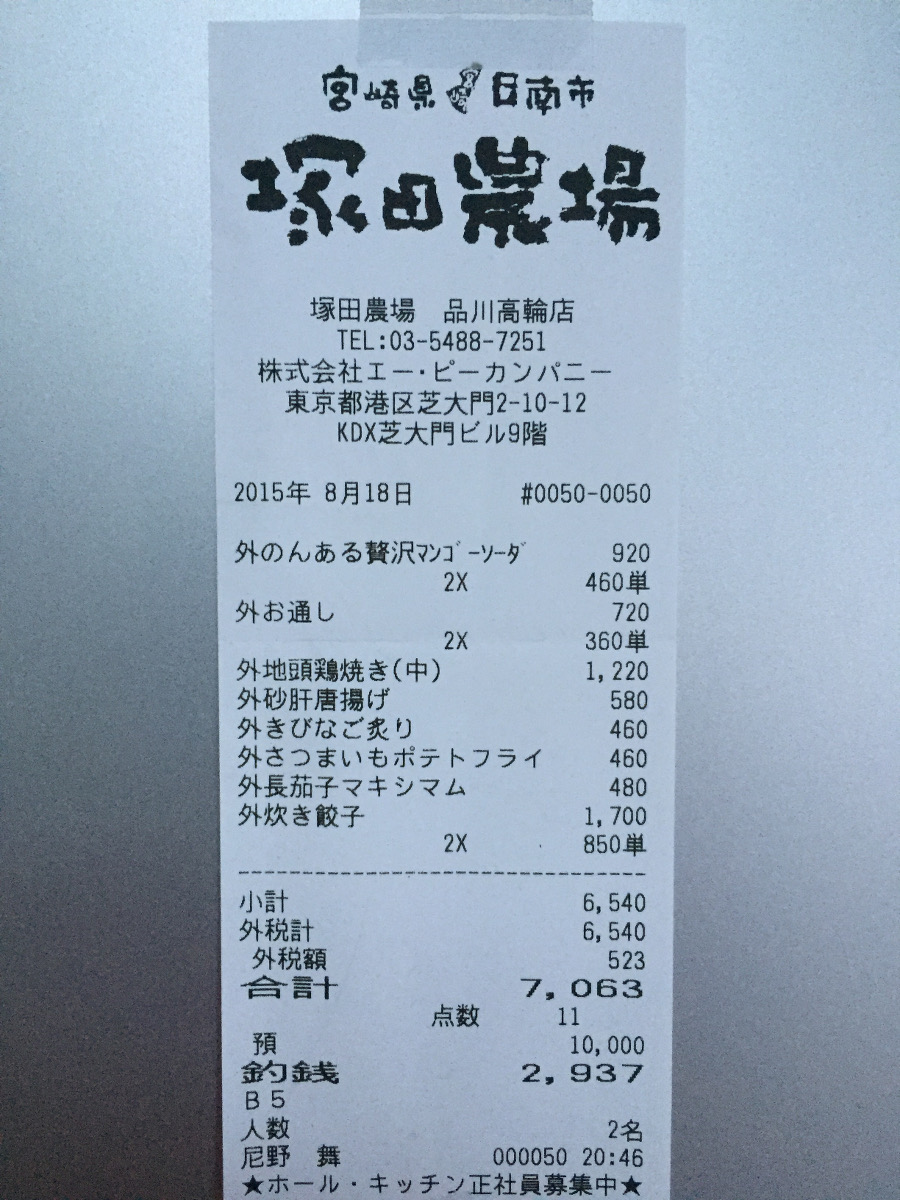 宮崎県 日南市
塚田農場
塚田農場 品川高輪店
TEL:03-5488-7251
株式会社エー・ピーカンパニー
東京都港区芝大門2-10-12
KDX芝大門ビル9階
2015年 8月18日 #0050-0050
外のんある贅沢ﾏﾝｺﾞｰｿｰﾀﾞ 920
2X 460単
外お通し 720
2X 360単
外地頭鶏焼き(中) 1,220
外砂肝唐揚げ 580
外きびなご炙り 460
外さつまいもポテトフライ 460
外長茄子マキシマム 480
外炊き餃子 1,700
2X 850単
小計 6,540
外税計 6,540
外税額 523
合計 7,063
点数 11
預 10,000
釣銭 2,937
B5
人数 2名
尼野 舞 000050 20:46
★ホール・キッチン正社員募集中★